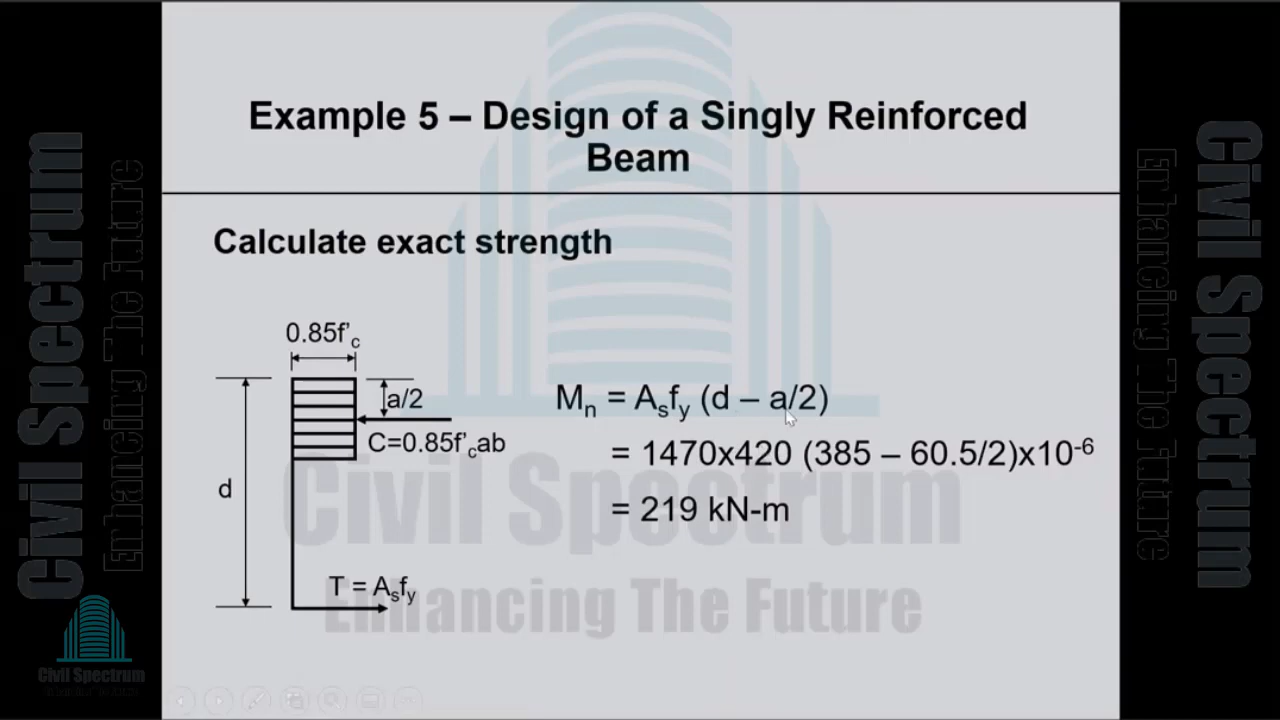 Example 5 – Design of a Singly Reinforced
Beam
Calculate exact strength
0.85f'c
a/2
C=0.85f'cab
d
T = Asfy
Mn = Asfy (d – a/2)
= 1470x420 (385 – 60.5/2)x10-6
= 219 kN-m
Civil Spectrum
Enhancing The Future
Civil Spectrum
Enhancing The Future
Civil Spectrum
Enhancing The Future
Civil Spectrum